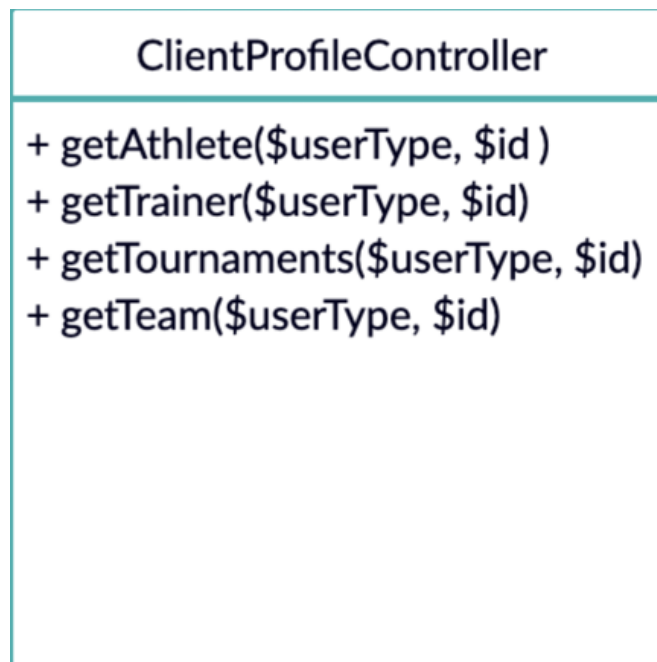 ClientProfileController
+ getAthlete($userType, $id )
+ getTrainer($userType, $id)
+ getTournaments($userType, $id)
+ getTeam($userType, $id)